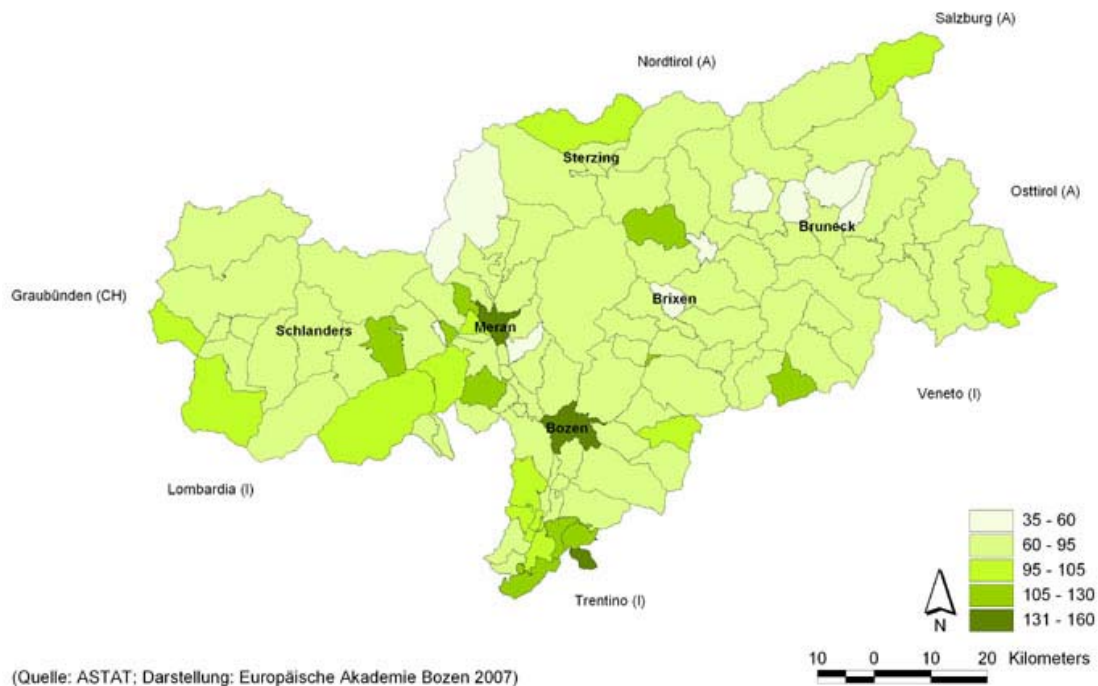 Salzburg (A)
Nordtirol (A)
Sterzing
Osttirol (A)
Bruneck
Graubünden (CH)
Brixen
Schlanders
Meran
Veneto (I)
Bozen
Lombardia (I)
35 - 60
60 - 95
95 - 105
105 - 130
131 - 160
Trentino (I)
N
10 0 10 20 Kilometers
(Quelle: ASTAT; Darstellung: Europäische Akademie Bozen 2007)